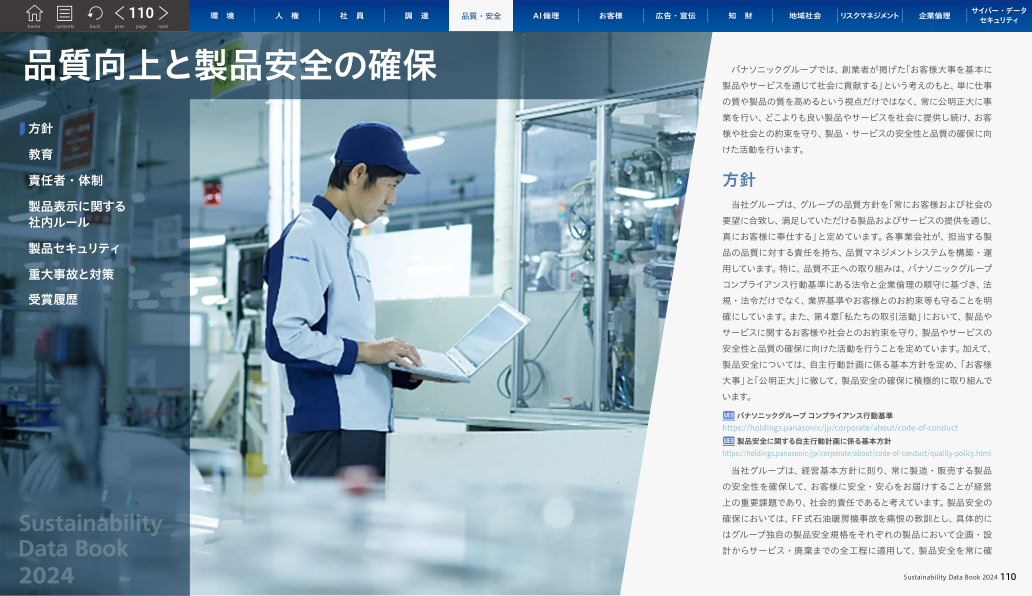 home
contents
back
prev
110
page
next
環 境
人 権
社 員
調 達
品質・安全
AI倫理
お客様
広告・宣伝
知 財
地域社会
リスクマネジメント
企業倫理
サイバー・データ
セキュリティ
品質向上と製品安全の確保
方針
教育
責任者・体制
製品表示に関する
社内ルール
製品セキュリティ
重大事故と対策
受賞履歴
Sustainability
Data Book
2024
パナソニックグループでは、創業者が掲げた「お客様大事を基本に
製品やサービスを通じて社会に貢献する」という考えのもと、単に仕事
の質や製品の質を高めるという視点だけではなく、常に公明正大に事
業を行い、どこよりも良い製品やサービスを社会に提供し続け、お客
様や社会との約束を守り、製品・サービスの安全性と品質の確保に向
けた活動を行います。
方針
当社グループは、グループの品質方針を「常にお客様および社会の
要望に合致し、満足していただける製品およびサービスの提供を通じ、
真にお客様に奉仕する」と定めています。各事業会社が、担当する製
品の品質に対する責任を持ち、品質マネジメントシステムを構築・運
用しています。特に、品質不正への取り組みは、パナソニックグループ
コンプライアンス行動基準にある法令と企業倫理の順守に基づき、法
規・法令だけでなく、業界基準やお客様とのお約束等も守ることを明
確にしています。また、第4章「私たちの取引活動」において、製品や
サービスに関するお客様や社会とのお約束を守り、製品やサービスの
安全性と品質の確保に向けた活動を行うことを定めています。加えて、
製品安全については、自主行動計画に係る基本方針を定め、「お客様
大事」と「公明正大」に徹して、製品安全の確保に積極的に取り組んで
います。
WEB パナソニックグループ コンプライアンス行動基準
https://holdings.panasonic/jp/corporate/about/code-of-conduct
WEB 製品安全に関する自主行動計画に係る基本方針
https://holdings.panasonic/jp/corporate/about/code-of-conduct/quality-policy.html
当社グループは、経営基本方針に則り、常に製造・販売する製品
の安全性を確保して、お客様に安全・安心をお届けすることが経営
上の重要課題であり、社会的責任であると考えています。製品安全の
確保においては、FF式石油暖房機事故を痛恨の教訓とし、具体的に
はグループ独自の製品安全規格をそれぞれの製品において企画・設
計からサービス・廃棄までの全工程に適用して、製品安全を常に確
Sustainability Data Book 2024 110